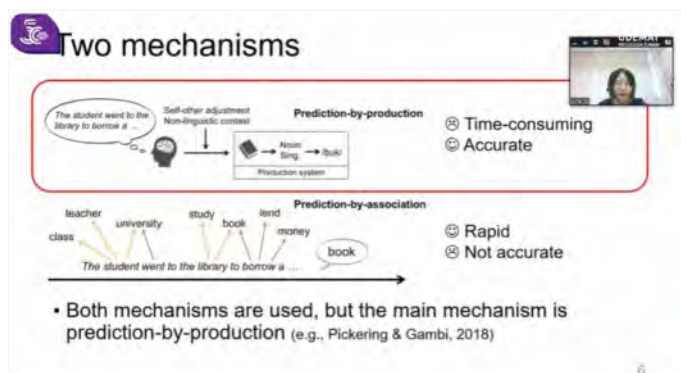 Two mechanisms
The student went to the
library to borrow a ...
Self-other adjustment
Non-linguistic context
Prediction-by-production
Noun
Sing.
/bʊk/
Production system
☹ Time-consuming
☺ Accurate
Prediction-by-association
teacher
study
lend
class
university
book
money
book
The student went to the library to borrow a ...
☺ Rapid
☹ Not accurate
▪ Both mechanisms are used, but the main mechanism is
prediction-by-production (e.g., Pickering & Gambi, 2018)
6